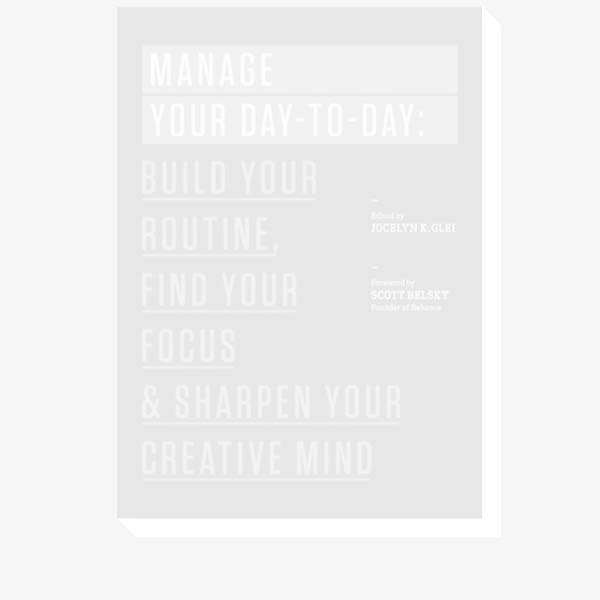 MANAGE
YOUR DAY-TO-DAY:
BUILD YOUR
ROUTINE,
FIND YOUR
FOCUS
& SHARPEN YOUR
CREATIVE MIND
—
Edited by
JOCELYN K. GLEI
—
Foreword by
SCOTT BELSKY
Founder of Behance